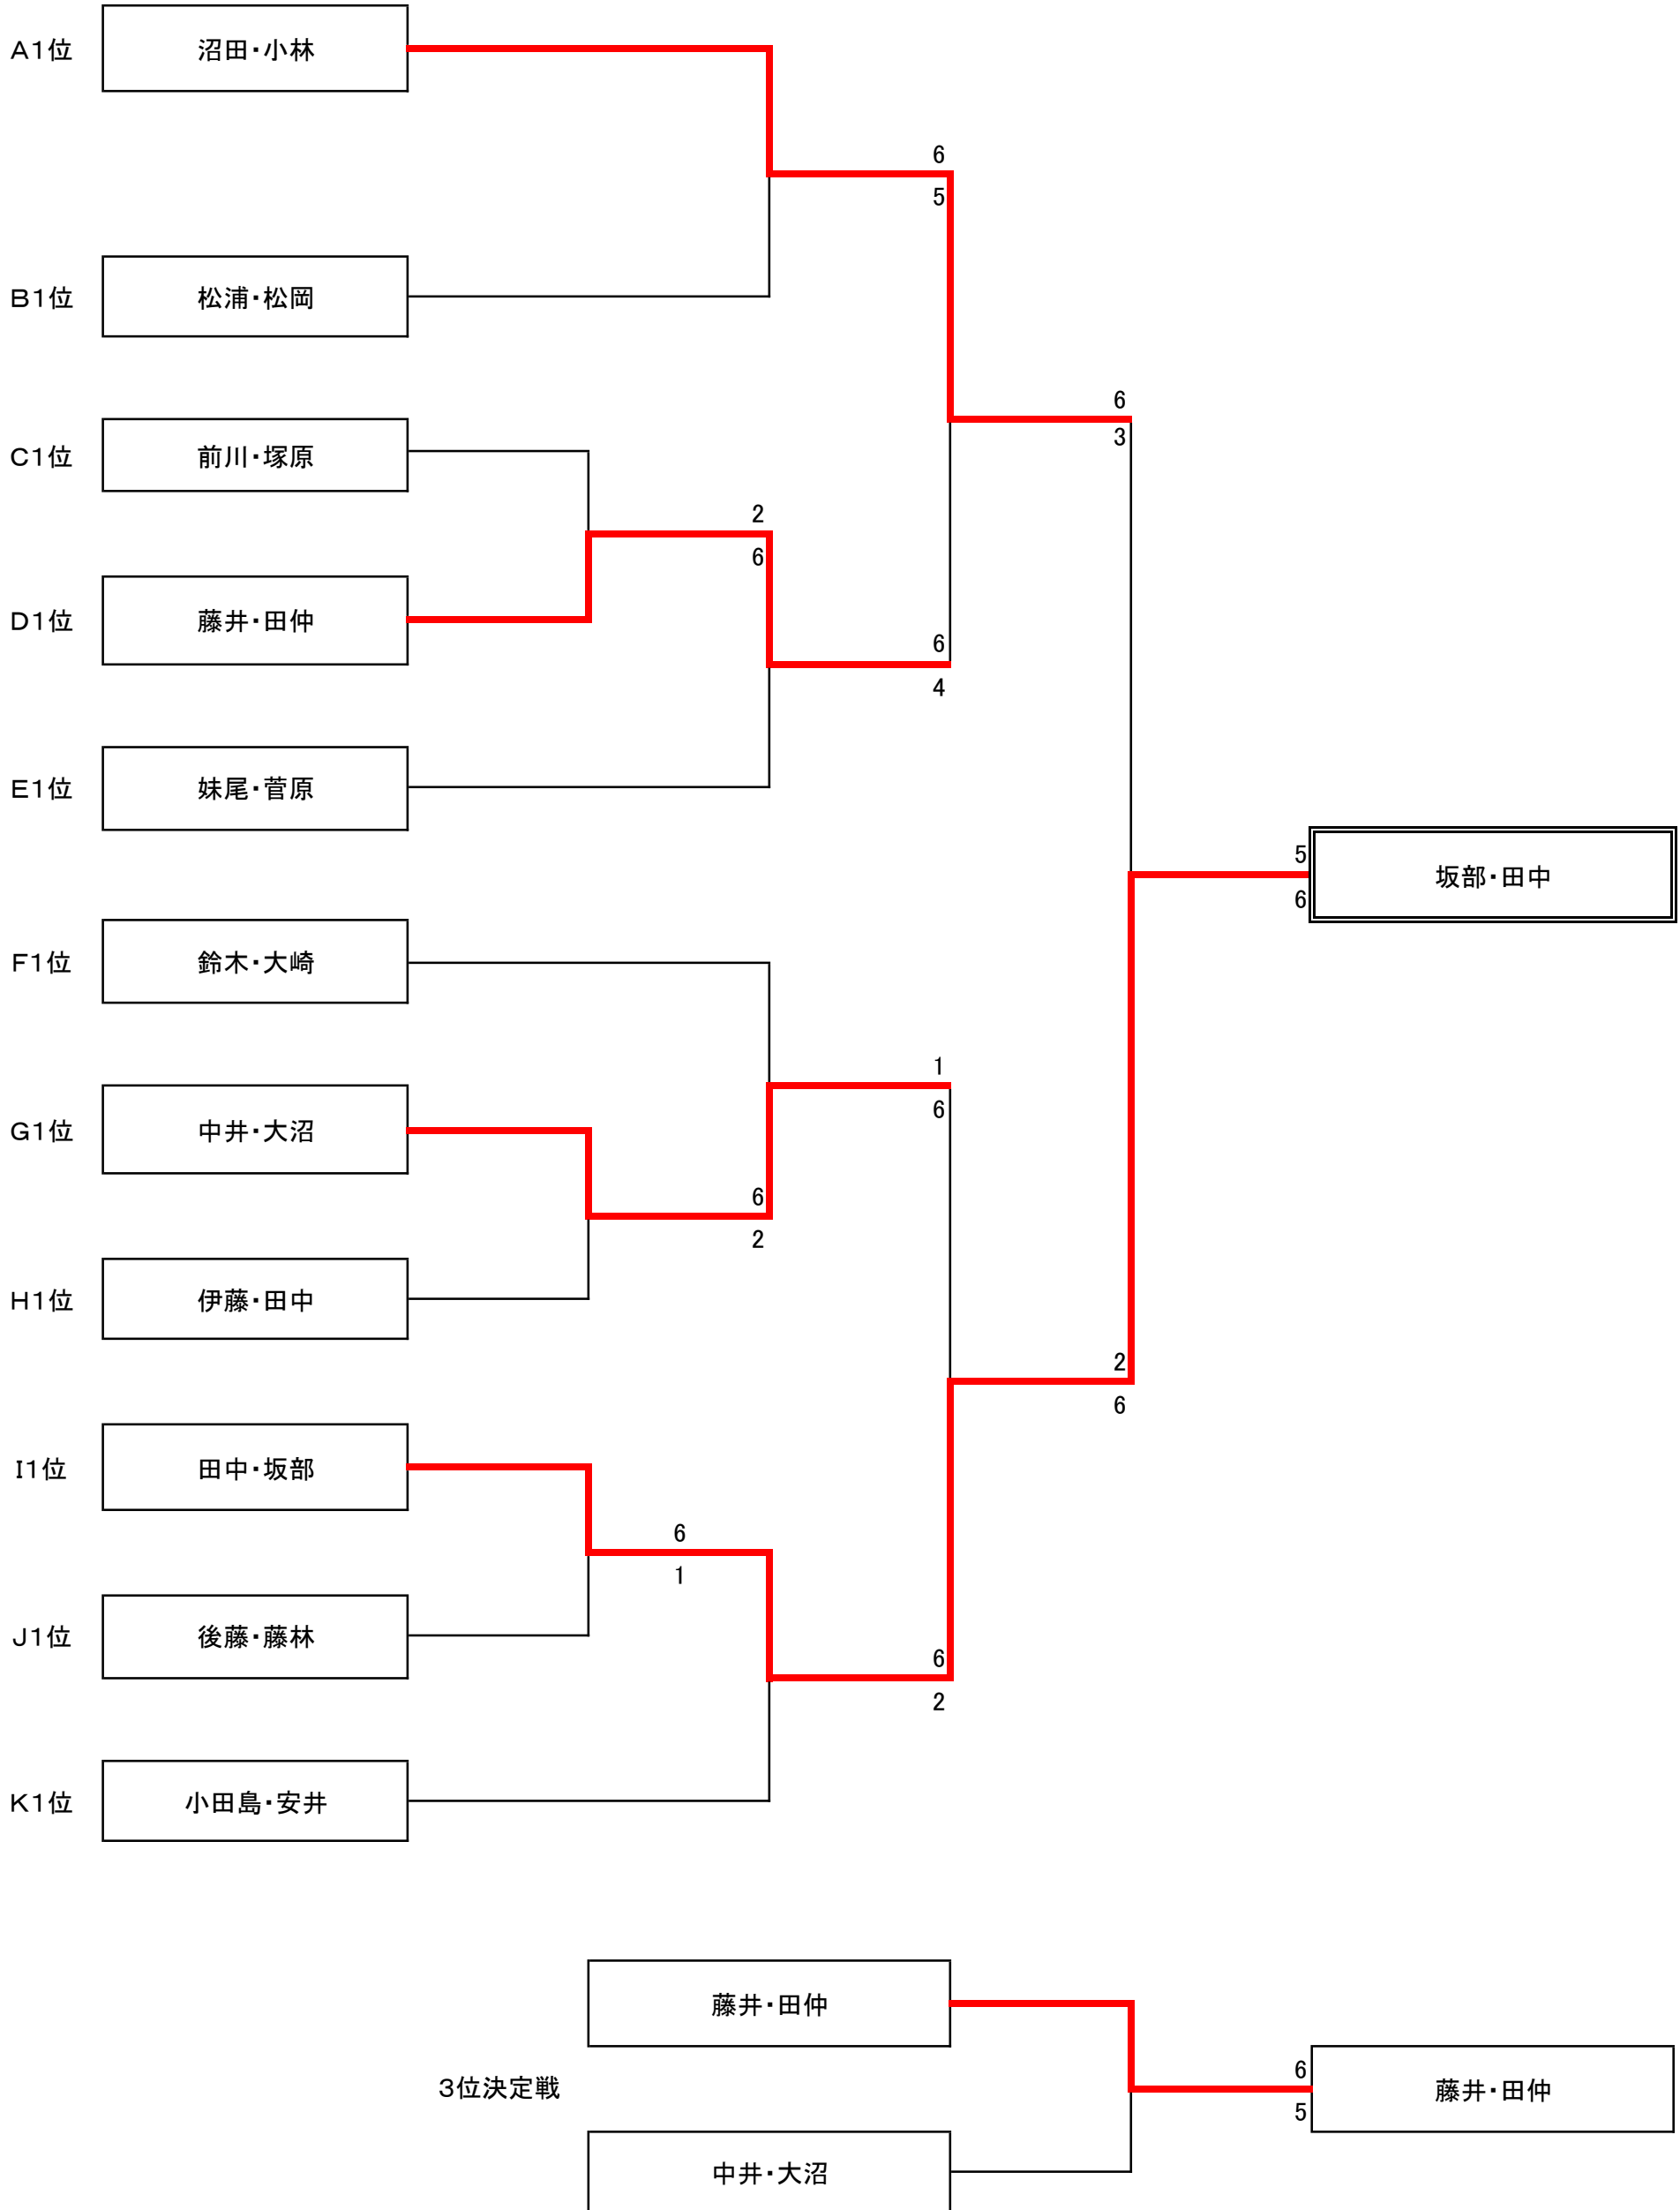 A1位 沼田・小林
6
5
B1位 松浦・松岡
6
3
C1位 前川・塚原
2
6
D1位 藤井・田仲
6
4
E1位 妹尾・菅原
5
坂部・田中
6
F1位 鈴木・大崎
1
6
G1位 中井・大沼
6
2
H1位 伊藤・田中
2
6
I1位 田中・坂部
6
1
J1位 後藤・藤林
6
2
K1位 小田島・安井
藤井・田仲
3位決定戦
6
藤井・田仲
5
中井・大沼